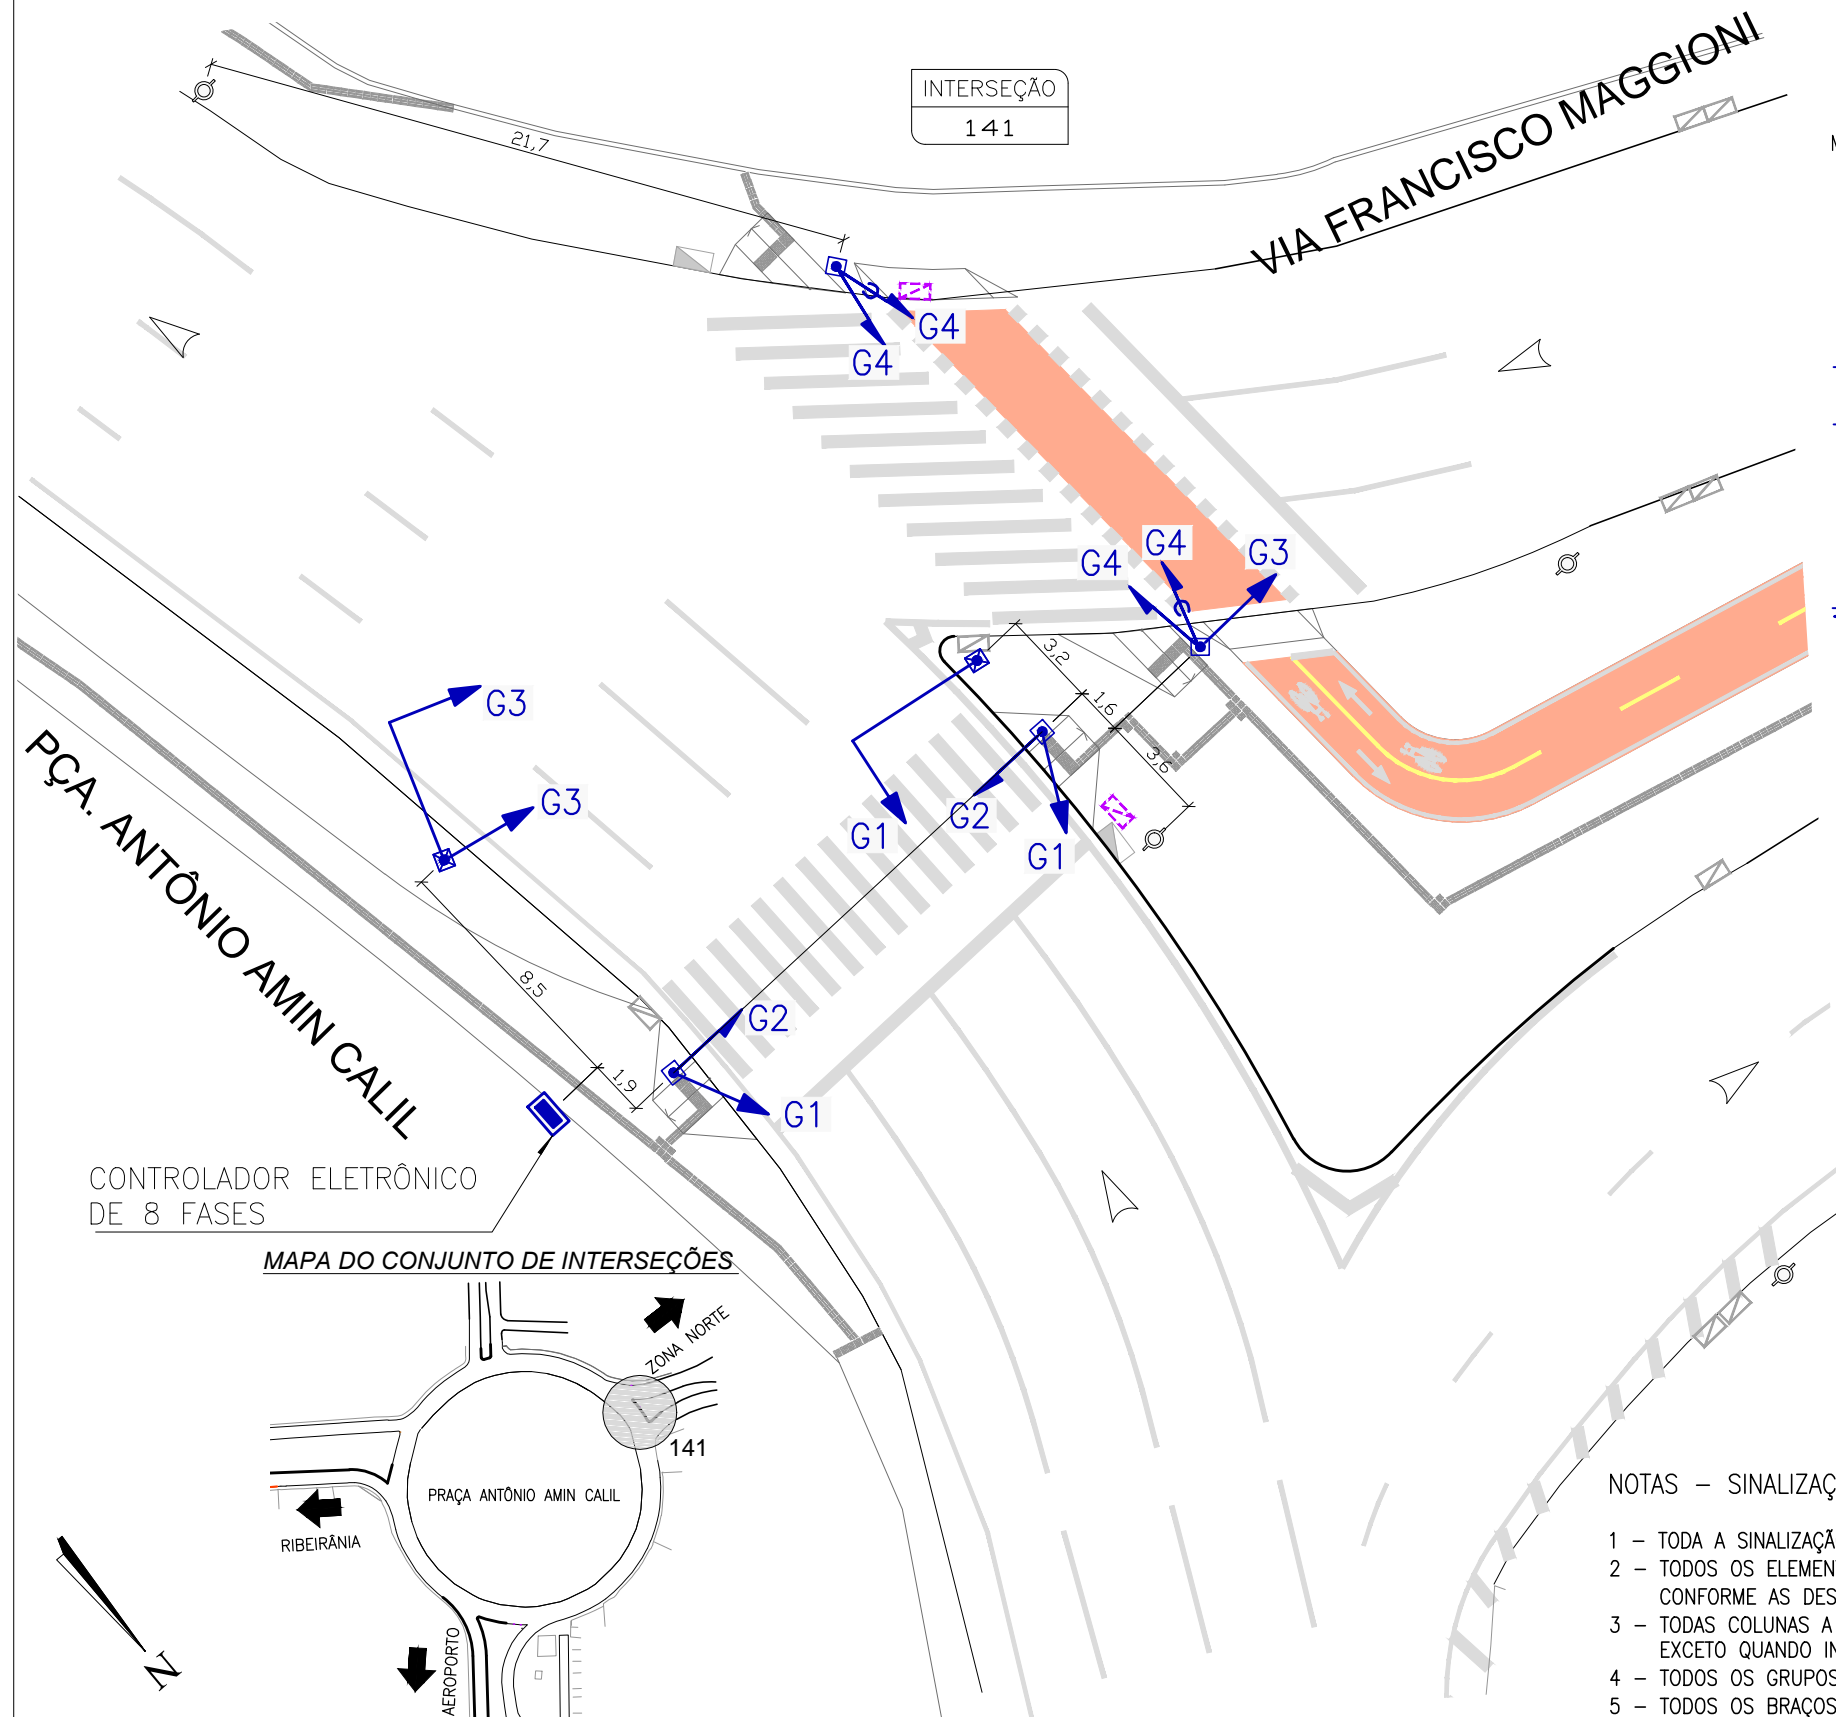 INTERSEÇÃO
141
VIA FRANCISCO MAGGIONI
21,7
G4
G4
G4
G4
G3
3,2
1,6
3,6
G3
G3
G1
G2
G1
PÇA. ANTÔNIO AMIN CALIL
8,5
1,9
G2
G1
CONTROLADOR ELETRÔNICO
DE 8 FASES
MAPA DO CONJUNTO DE INTERSEÇÕES
ZONA NORTE
141
PRAÇA ANTÔNIO AMIN CALIL
RIBEIRÂNIA
AEROPORTO
N
NOTAS – SINALIZAÇ
1 – TODA A SINALIZAÇÃ
2 – TODOS OS ELEMEN
CONFORME AS DES
3 – TODAS COLUNAS A
EXCETO QUANDO IN
4 – TODOS OS GRUPOS
5 – TODOS OS BRAÇOS